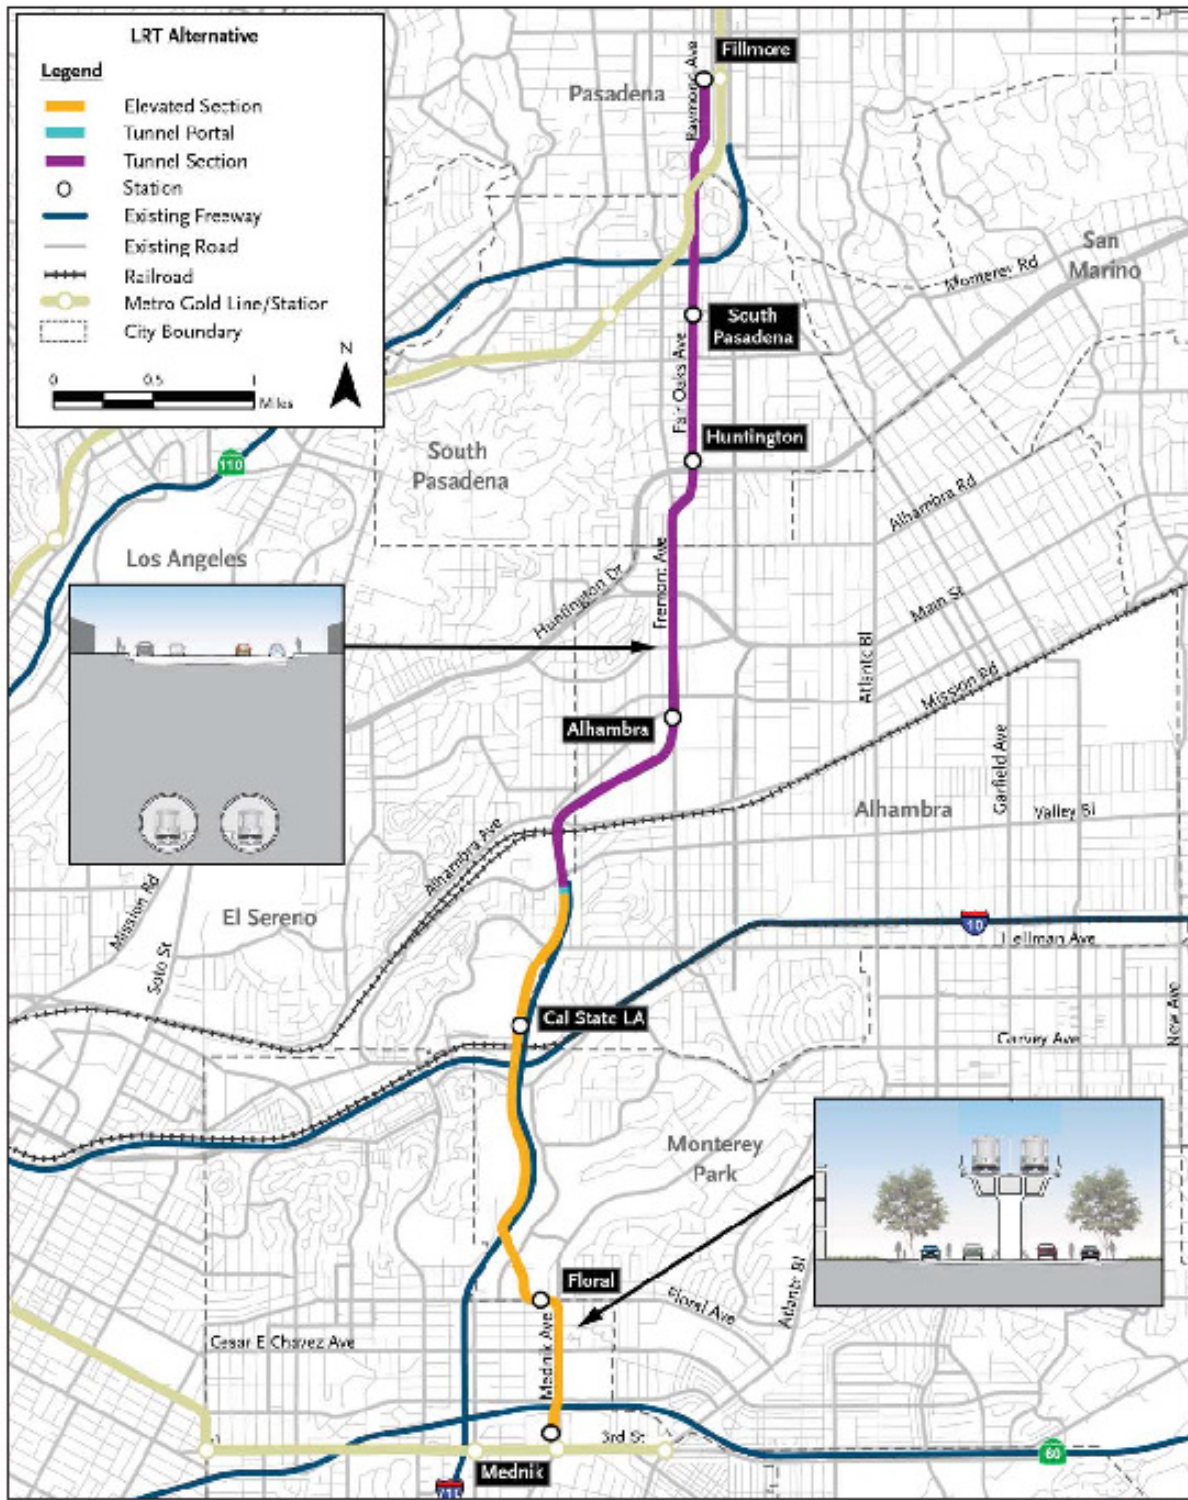 LRT Alternative
Legend
Elevated Section
Tunnel Portal
Tunnel Section
Station
Existing Freeway
Existing Road
Railroad
Metro Gold Line/Station
City Boundary
0 0.5 1
Miles
N
Fillmore
Raymond Ave
Pasadena
San
Marino
Monterey Rd
South
Pasadena
Fair Oaks Ave
Huntington
South
Pasadena
110
Los Angeles
Alhambra Rd
Huntington Dr
Fremont Ave
Main St
Atlantc Bl
Mission Rd
Alhambra
Garfield Ave
Alhambra
Valley Bl
Alhambra Ave
Mission Rd
El Sereno
Soto St
10
Hellman Ave
Cal State LA
New Ave
Garvey Ave
Monterey
Park
Floral
Floral Ave
Atlantc Bl
Cesar E Chavez Ave
Mednik Ave
3rd St
60
Mednik
710